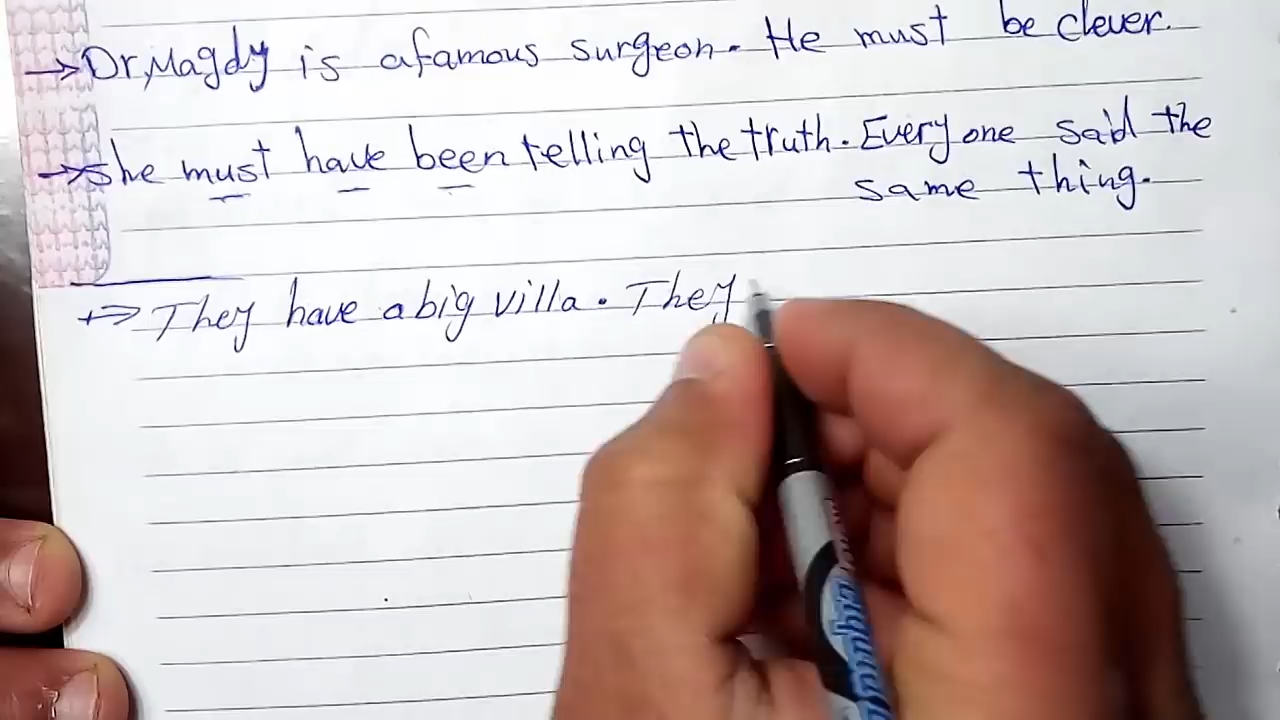 → Dr, Magdy is a famous surgeon. He must be clever.
→ she must have been telling the truth. Every one said the
same thing.
⇒ They have a big villa. They